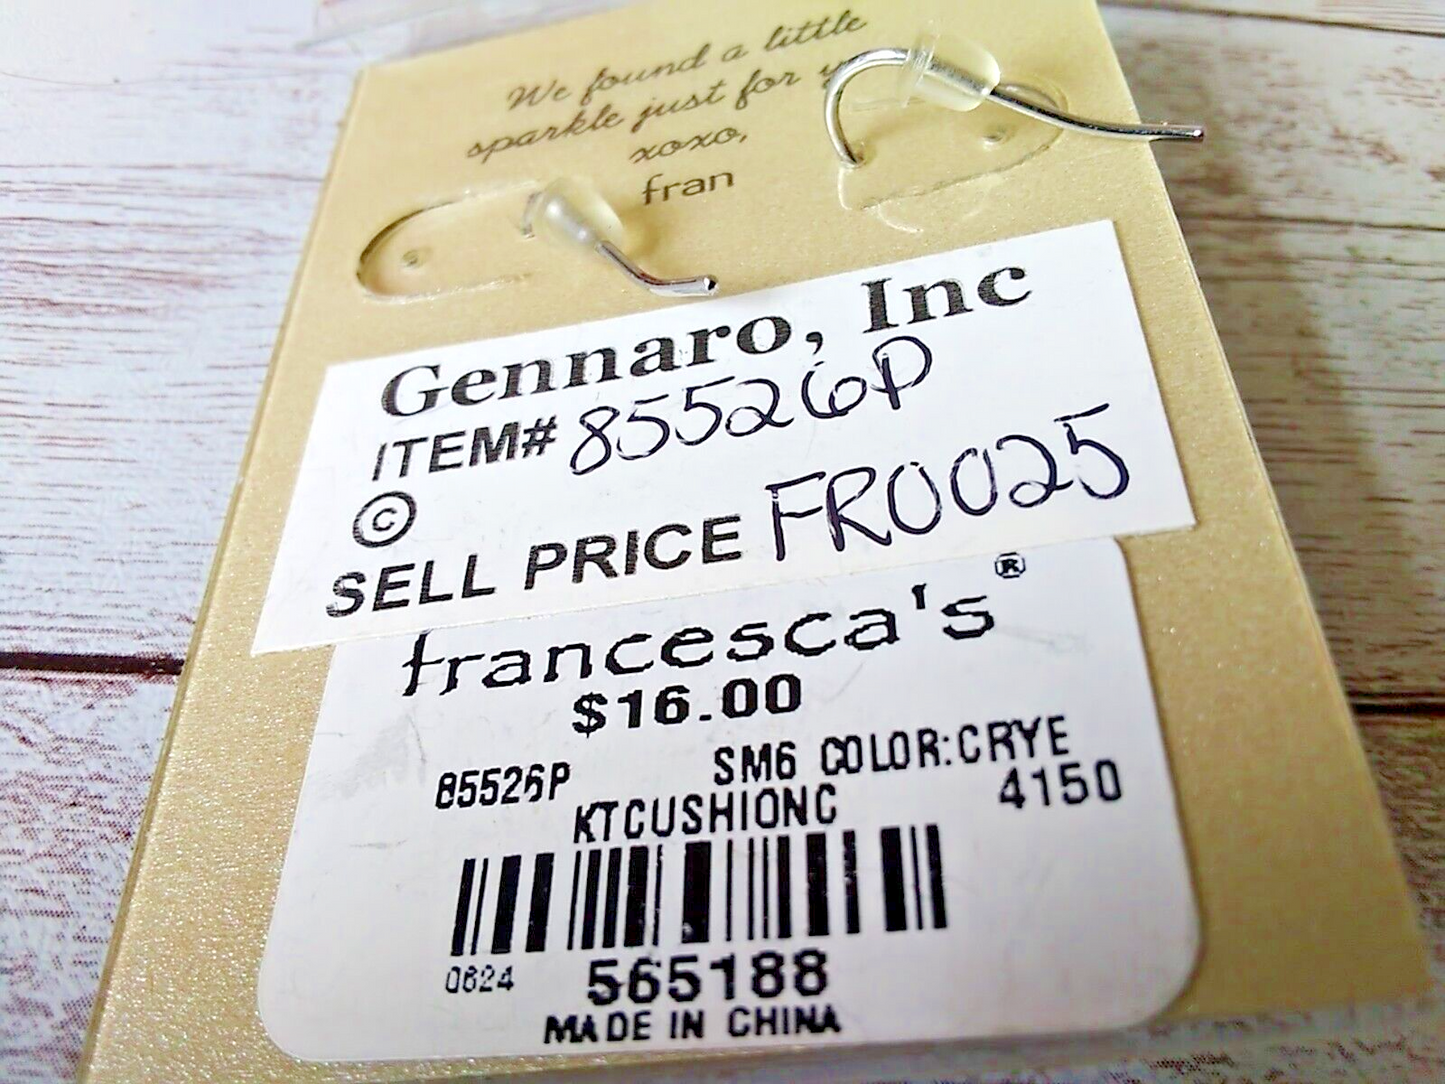 We found a little
sparkle just for
xoxo,
fran
Gennaro, Inc
ITEM# 85526P
©
SELL PRICE FR0025
francesca's®
$16.00
85526P SM6 COLOR:CRYE
KTCUSHIONC 4150
0624 565188
MADE IN CHINA